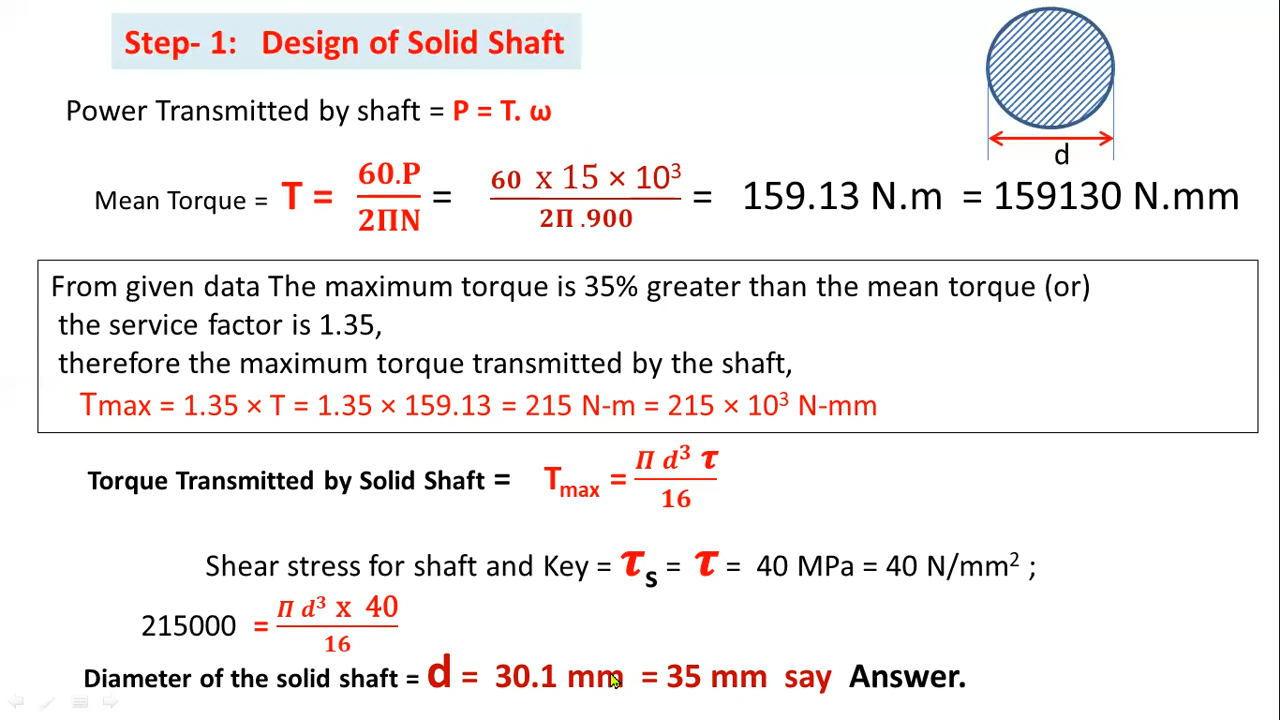 Step- 1: Design of Solid Shaft
d
Power Transmitted by shaft = P = T. ω
Mean Torque = T = 60.P / 2ΠN = 60 x 15 × 10³ / 2Π .900 = 159.13 N.m = 159130 N.mm
From given data The maximum torque is 35% greater than the mean torque (or)
the service factor is 1.35,
therefore the maximum torque transmitted by the shaft,
Tmax = 1.35 × T = 1.35 × 159.13 = 215 N-m = 215 × 10³ N-mm
Torque Transmitted by Solid Shaft = Tmax = Π d³ τ / 16
Shear stress for shaft and Key = τs = τ = 40 MPa = 40 N/mm² ;
215000 = Π d³ x 40 / 16
Diameter of the solid shaft = d = 30.1 mm = 35 mm say Answer.